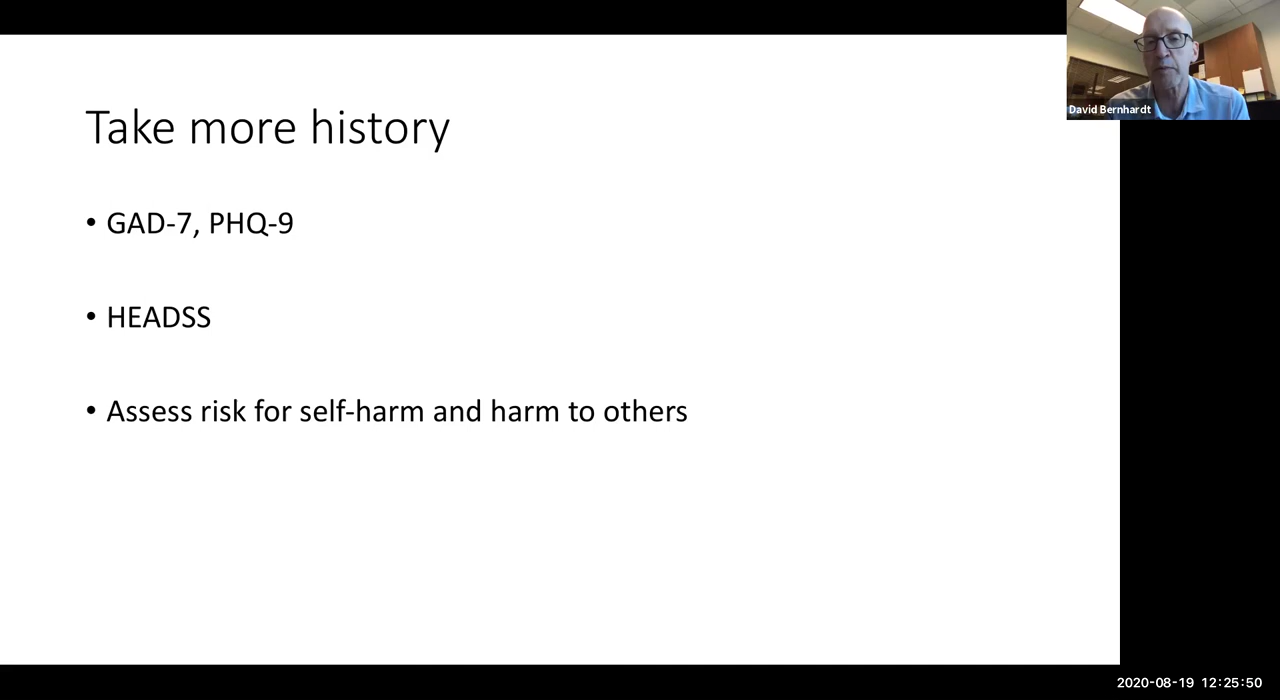 Take more history
• GAD-7, PHQ-9
• HEADSS
• Assess risk for self-harm and harm to others
David Bernhardt
2020-08-19 12:25:50